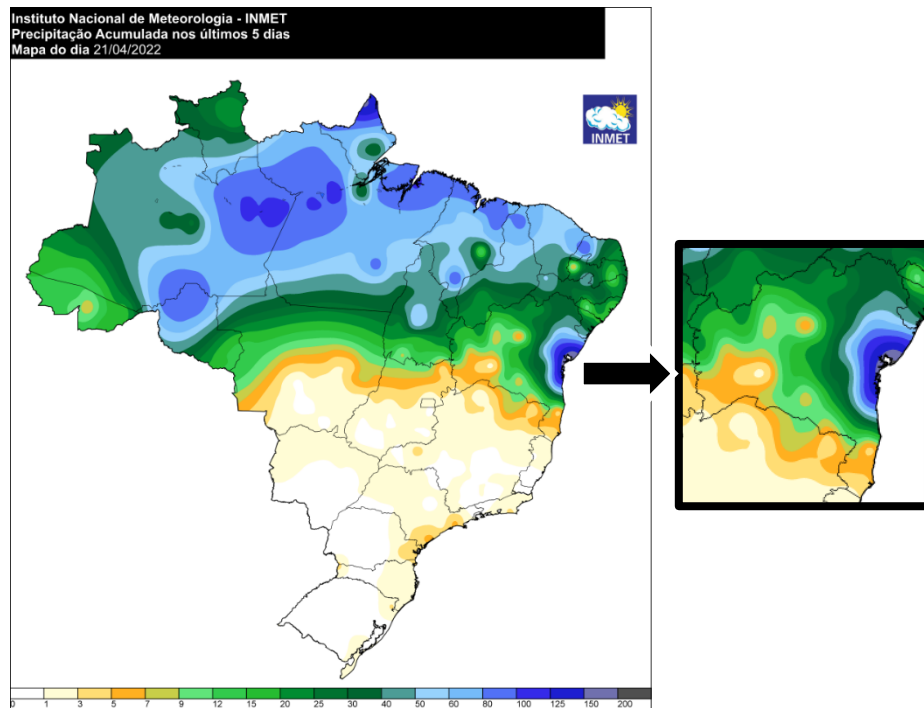 Instituto Nacional de Meteorologia - INMET
Precipitação Acumulada nos últimos 5 dias
Mapa do dia 21/04/2022
INMET
0 1 3 5 7 9 12 15 20 25 30 40 50 60 80 100 125 150 200